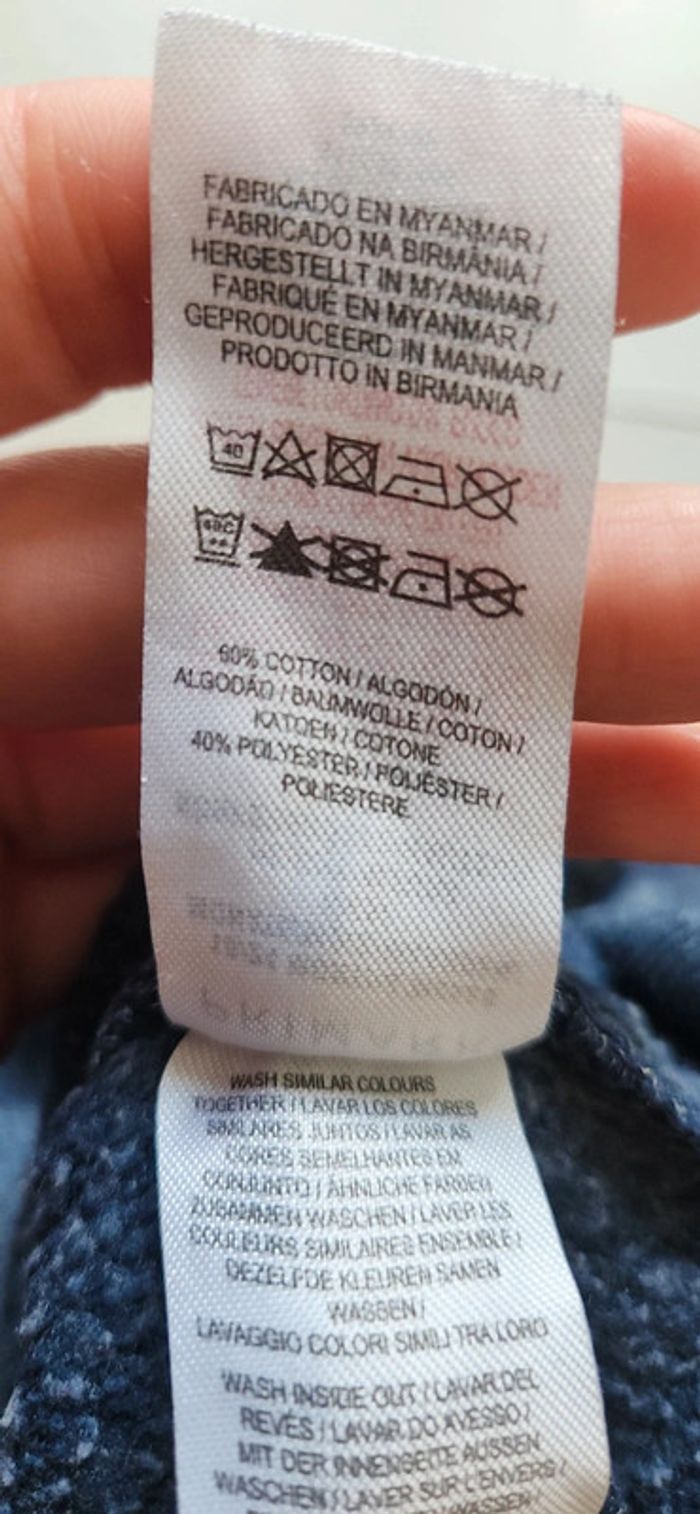 FABRICADO EN MYANMAR /
FABRICADO NA BIRMÂNIA /
HERGESTELLT IN MYANMAR /
FABRIQUÉ EN MYANMAR /
GEPRODUCEERD IN MANMAR /
PRODOTTO IN BIRMANIA
40
60% COTTON / ALGODÓN /
ALGODÃO / BAUMWOLLE / COTON /
KATOEN / COTONE
40% POLYESTER / POLIÉSTER /
POLIESTERE
WASH SIMILAR COLOURS
TOGETHER / LAVAR LOS COLORES
SIMILARES JUNTOS / LAVAR AS
CORES SEMELHANTES EM
CONJUNTO / ÄHNLICHE FARBEN
ZUSAMMEN WASCHEN / LAVER LES
COULEURS SIMILAIRES ENSEMBLE /
DEZELFDE KLEUREN SAMEN
WASSEN /
LAVAGGIO COLORI SIMILI TRA LORO
WASH INSIDE OUT / LAVAR DEL
REVÉS / LAVAR DO AVESSO /
MIT DER INNENSEITE AUSSEN
WASCHEN / LAVER SUR L'ENVERS /
WASSEN /